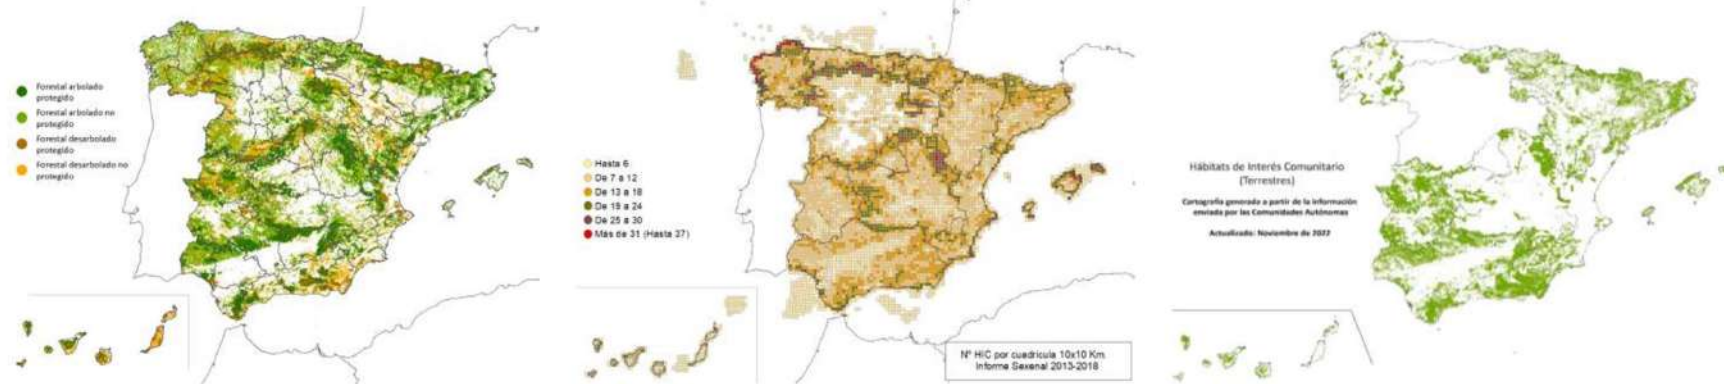 Forestal arbolado
protegido
Forestal arbolado no
protegido
Forestal desarbolado
protegido
Forestal desarbolado no
protegido
Hasta 6
De 7 a 12
De 13 a 18
De 19 a 24
De 25 a 30
Más de 31 (Hasta 37)
Nº HIC por cuadrícula 10x10 Km.
Informe Sexenal 2013-2018
Hábitats de Interés Comunitario
(Terrestres)
Cartografía generada a partir de la información
enviada por las Comunidades Autónomas
Actualizado: Noviembre de 2022